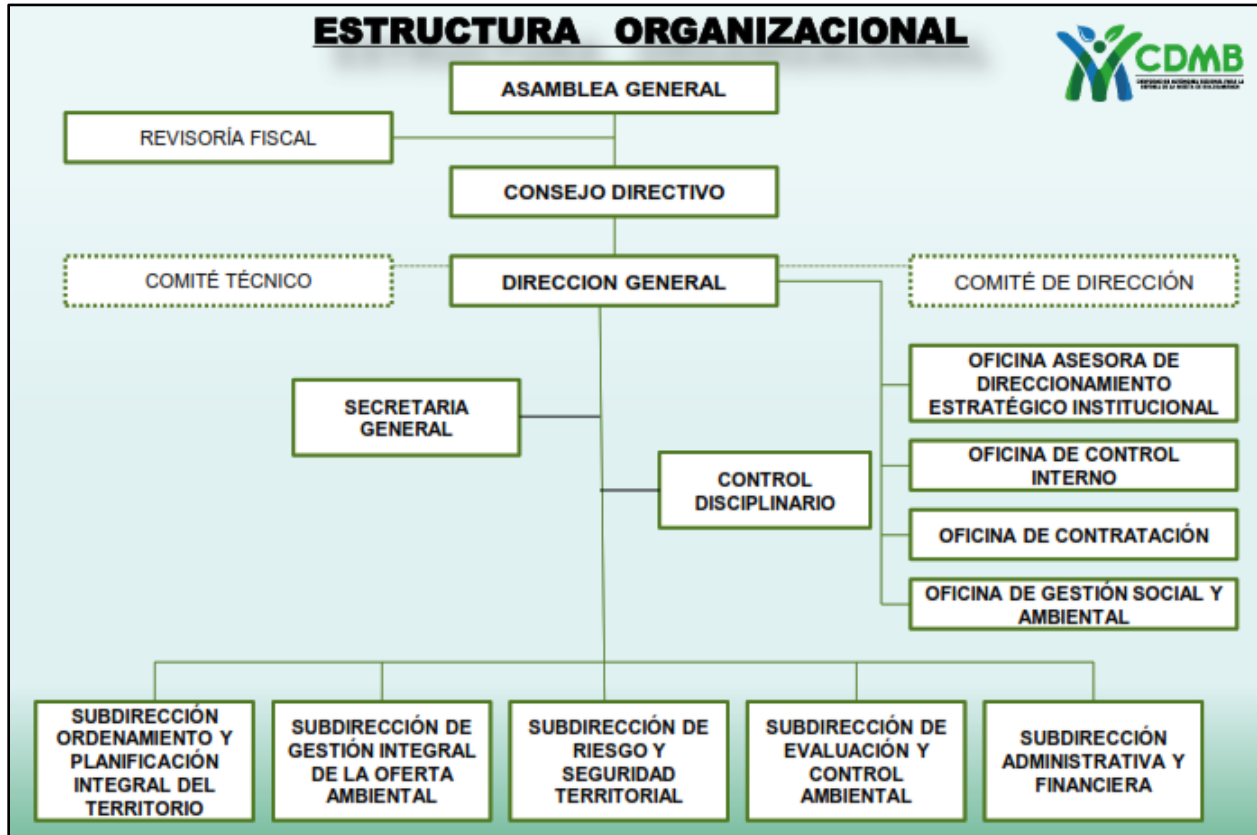 ESTRUCTURA ORGANIZACIONAL
CDMB
ASAMBLEA GENERAL
REVISORÍA FISCAL
CONSEJO DIRECTIVO
COMITÉ TÉCNICO
DIRECCION GENERAL
COMITÉ DE DIRECCIÓN
OFICINA ASESORA DE
DIRECCIONAMIENTO
ESTRATÉGICO INSTITUCIONAL
SECRETARIA
GENERAL
OFICINA DE CONTROL
INTERNO
CONTROL
DISCIPLINARIO
OFICINA DE CONTRATACIÓN
OFICINA DE GESTIÓN SOCIAL Y
AMBIENTAL
SUBDIRECCIÓN
ORDENAMIENTO Y
PLANIFICACIÓN
INTEGRAL DEL
TERRITORIO
SUBDIRECCIÓN DE
GESTIÓN INTEGRAL
DE LA OFERTA
AMBIENTAL
SUBDIRECCIÓN DE
RIESGO Y
SEGURIDAD
TERRITORIAL
SUBDIRECCIÓN DE
EVALUACIÓN Y
CONTROL
AMBIENTAL
SUBDIRECCIÓN
ADMINISTRATIVA Y
FINANCIERA